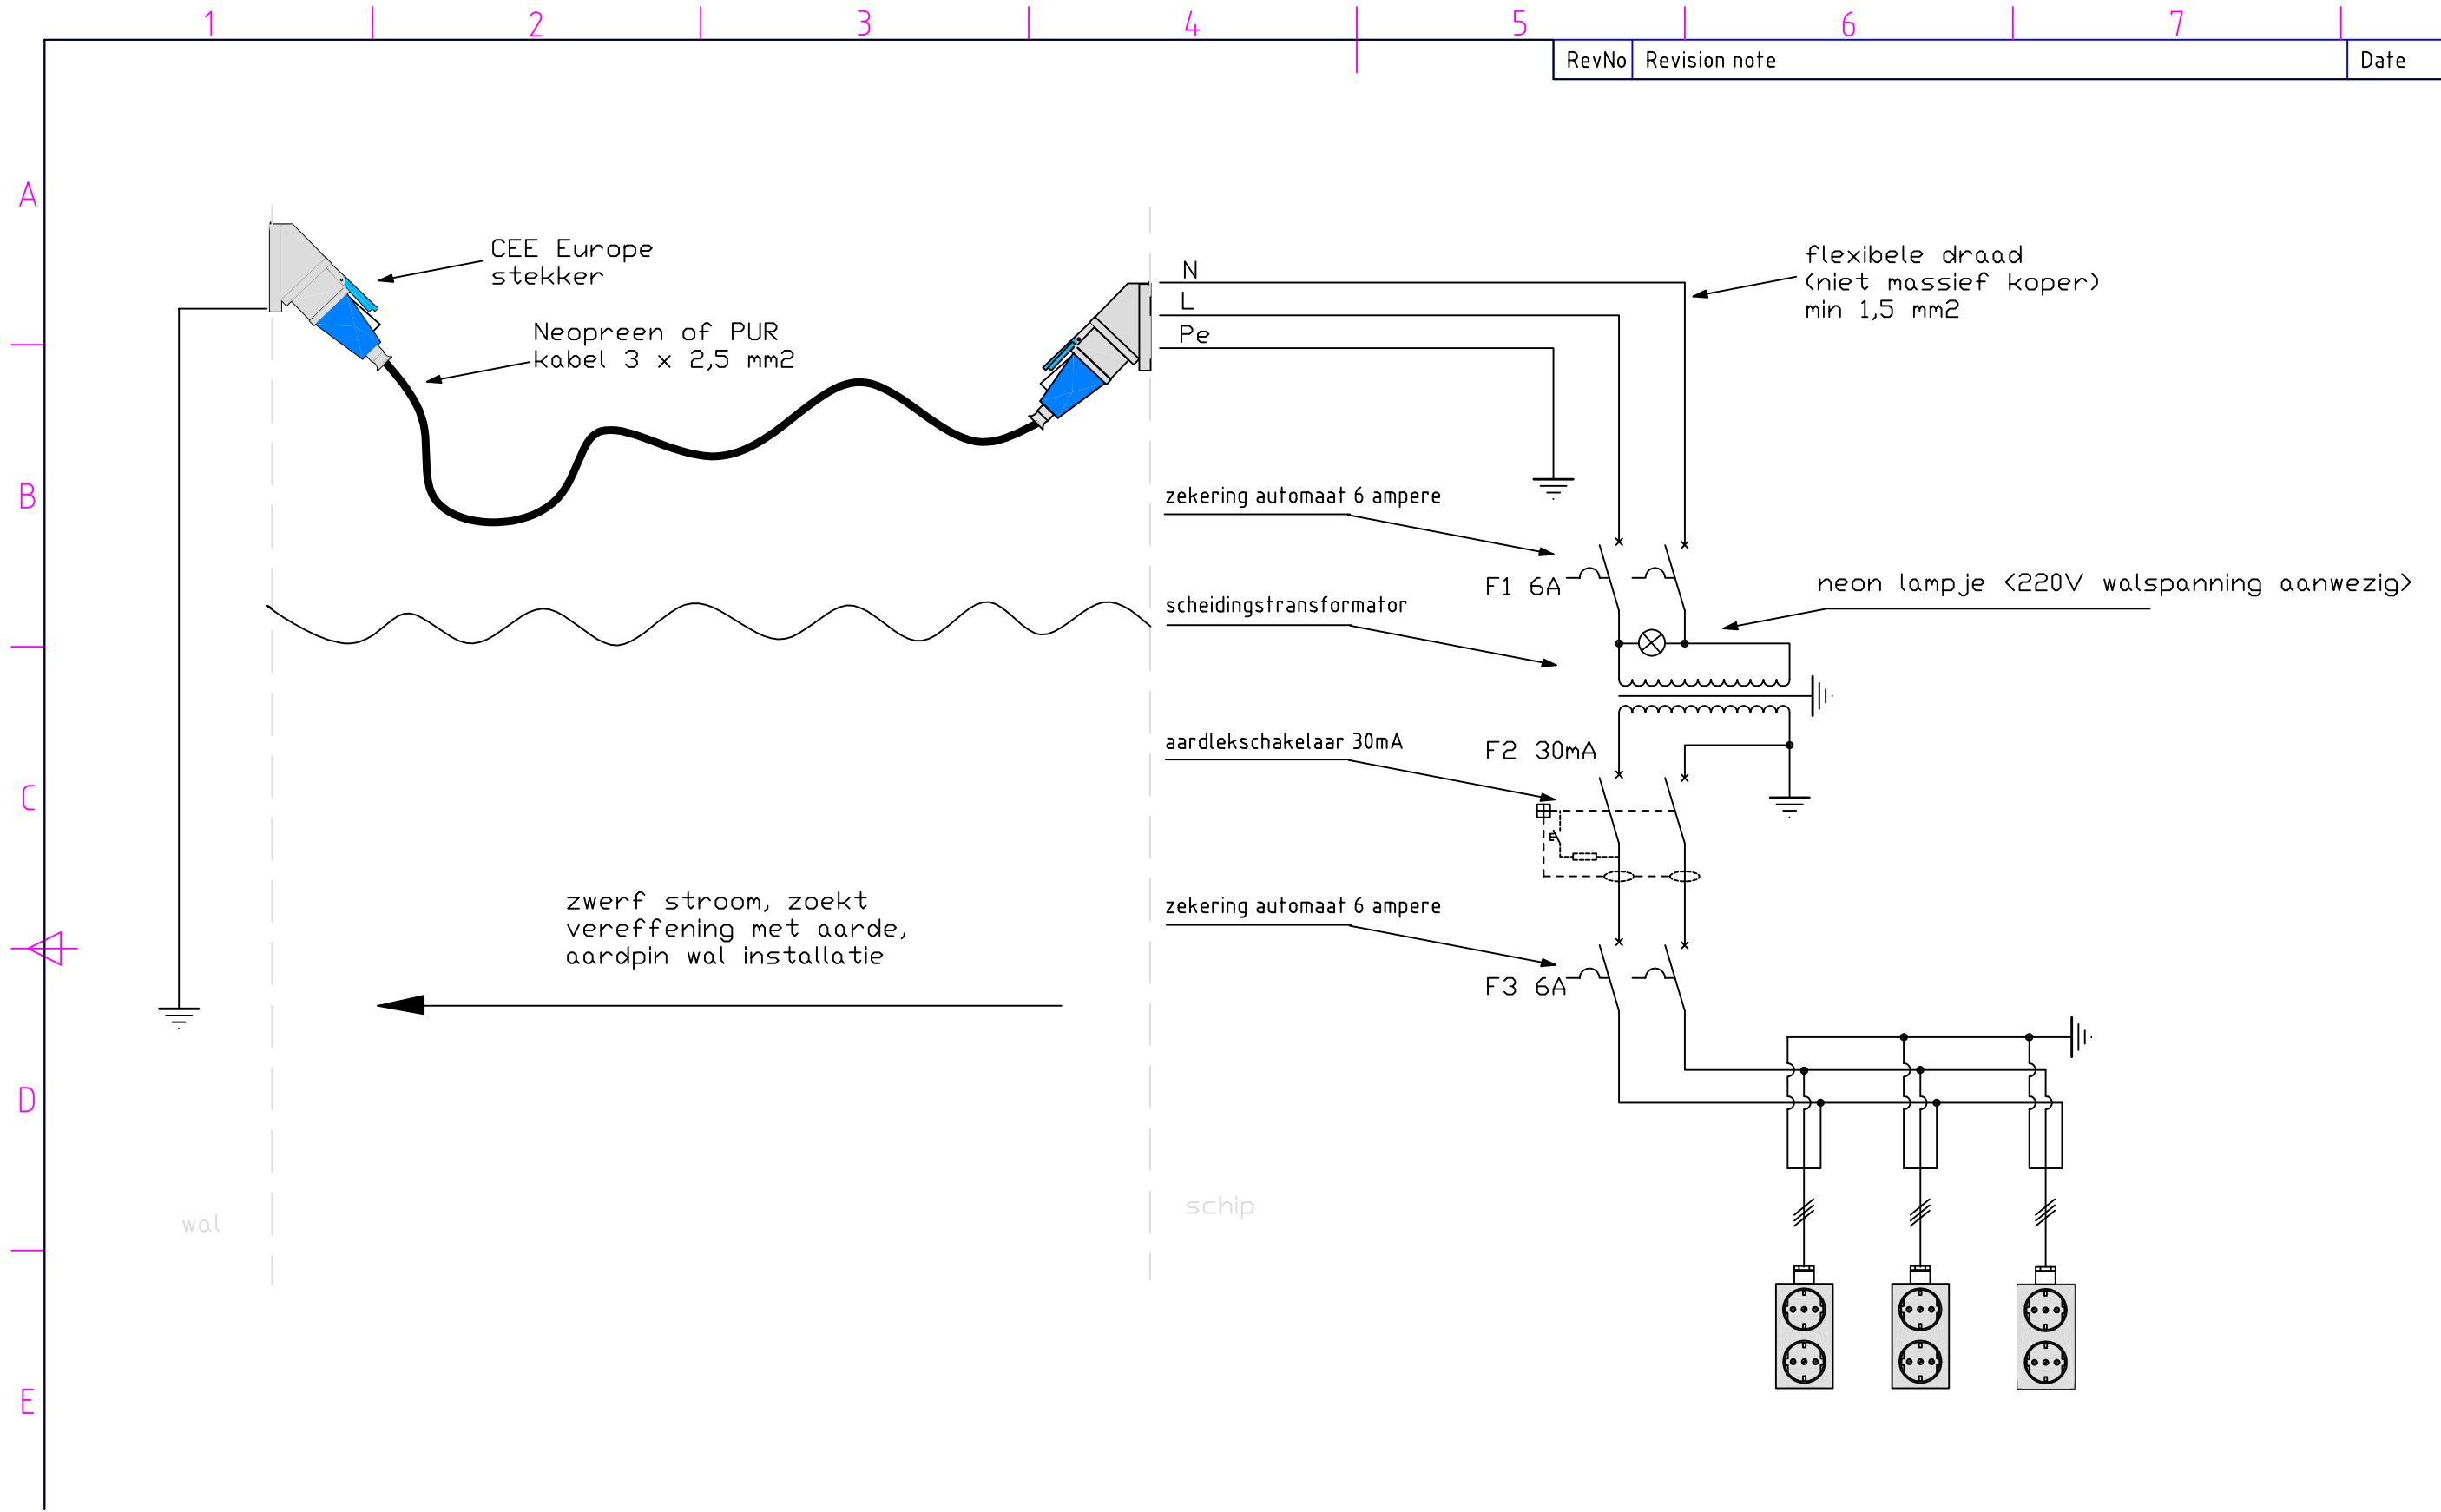 1 2 3 4 5 6 7
RevNo Revision note Date
A
B
C
D
E
CEE Europe
stekker
Neopreen of PUR
kabel 3 x 2,5 mm2
N
L
Pe
flexibele draad
(niet massief koper)
min 1,5 mm2
zekering automaat 6 ampere
F1 6A
neon lampje <220V walspanning aanwezig>
scheidingstransformator
aardlekschakelaar 30mA
F2 30mA
zwerf stroom, zoekt
vereffening met aarde,
aardpin wal installatie
zekering automaat 6 ampere
F3 6A
wal
schip